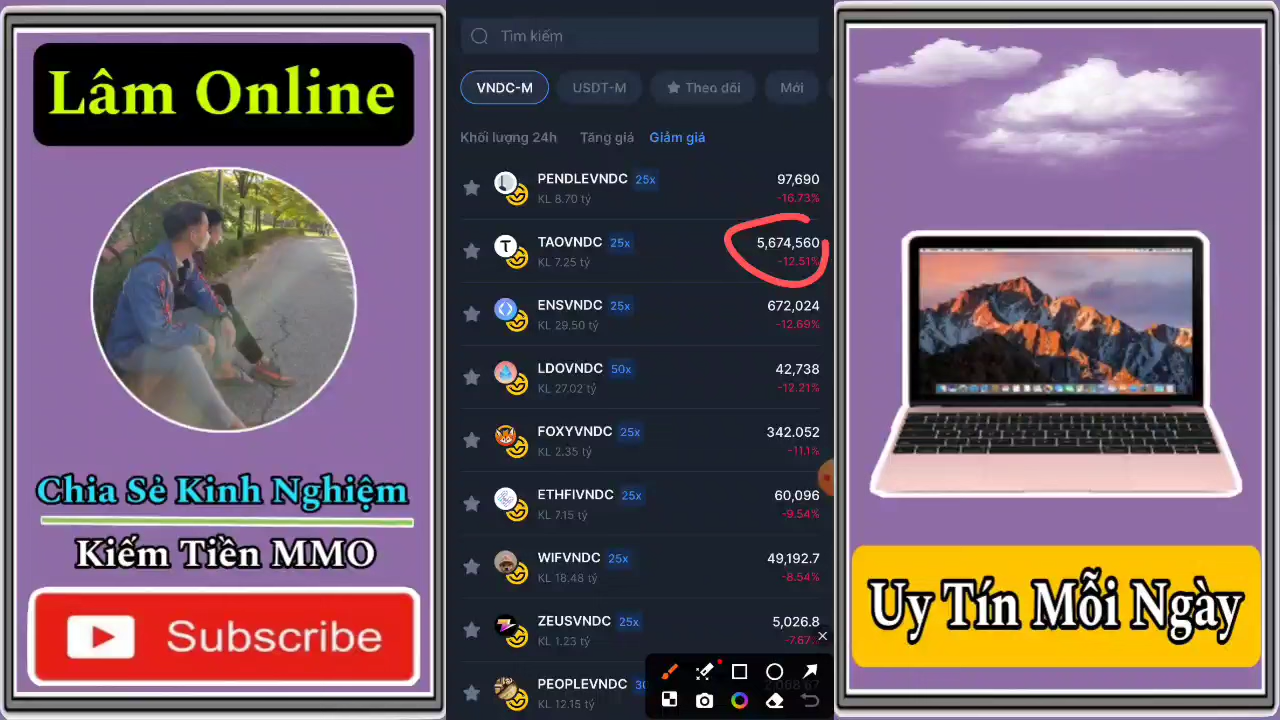 Lâm Online
Chia Sẻ Kinh Nghiệm
Kiếm Tiền MMO
Subscribe
Tìm kiếm
VNDC-M USDT-M Theo dõi Mới
Khối lượng 24h Tăng giá Giảm giá
PENDLEVNDC 25x 97,690
KL 8.70 tỷ -16.73%
TAOVNDC 25x 5,674,560
KL 7.25 tỷ -12.51%
ENSVNDC 25x 672,024
KL 29.50 tỷ -12.69%
LDOVNDC 50x 42,738
KL 27.02 tỷ -12.21%
FOXYVNDC 25x 342.052
KL 2.35 tỷ -11.1%
ETHFIVNDC 25x 60,096
KL 7.15 tỷ -9.54%
WIFVNDC 25x 49,192.7
KL 18.48 tỷ -8.54%
ZEUSVNDC 25x 5,026.8
KL 1.23 tỷ -7.67%
PEOPLEVNDC
KL 12.15 tỷ
Uy Tín Mỗi Ngày